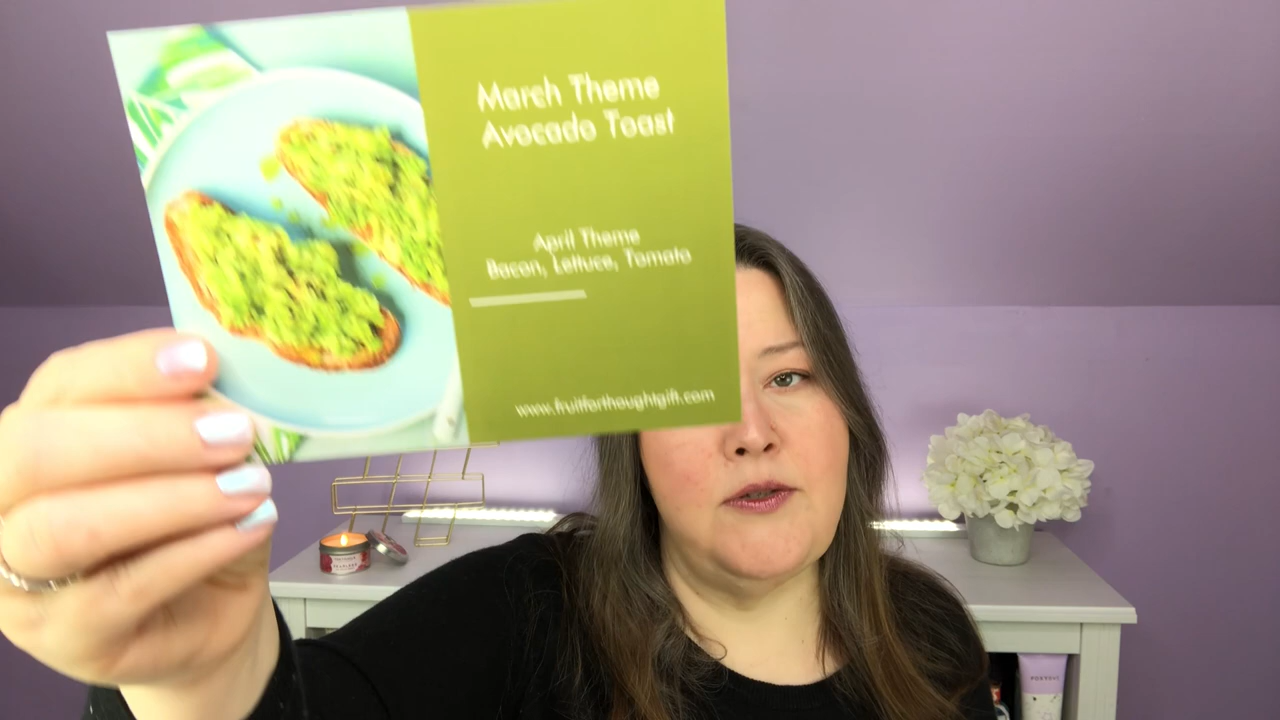 March Theme
Avocado Toast
April Theme
Bacon, Lettuce, Tomato
www.fruitforthoughtgift.com